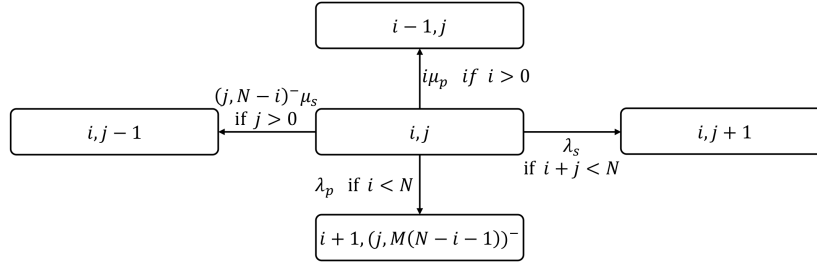 i − 1, j
iμ_p if i > 0
(j, N − i)⁻μ_s
if j > 0
i, j − 1
i, j
i, j + 1
λ_s
if i + j < N
λ_p if i < N
i + 1, (j, M(N − i − 1))⁻